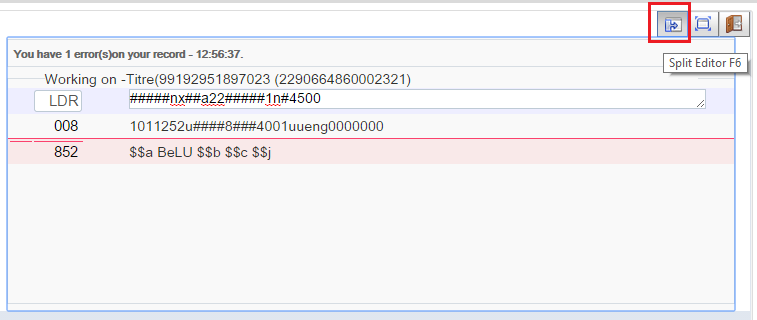 Split Editor F6
You have 1 error(s)on your record - 12:56:37.
Working on -Titre(99192951897023 (2290664860002321)
LDR #####nx##a22#####1n#4500
008 1011252u####8###4001uueng0000000
852 $$a BeLU $$b $$c $$j